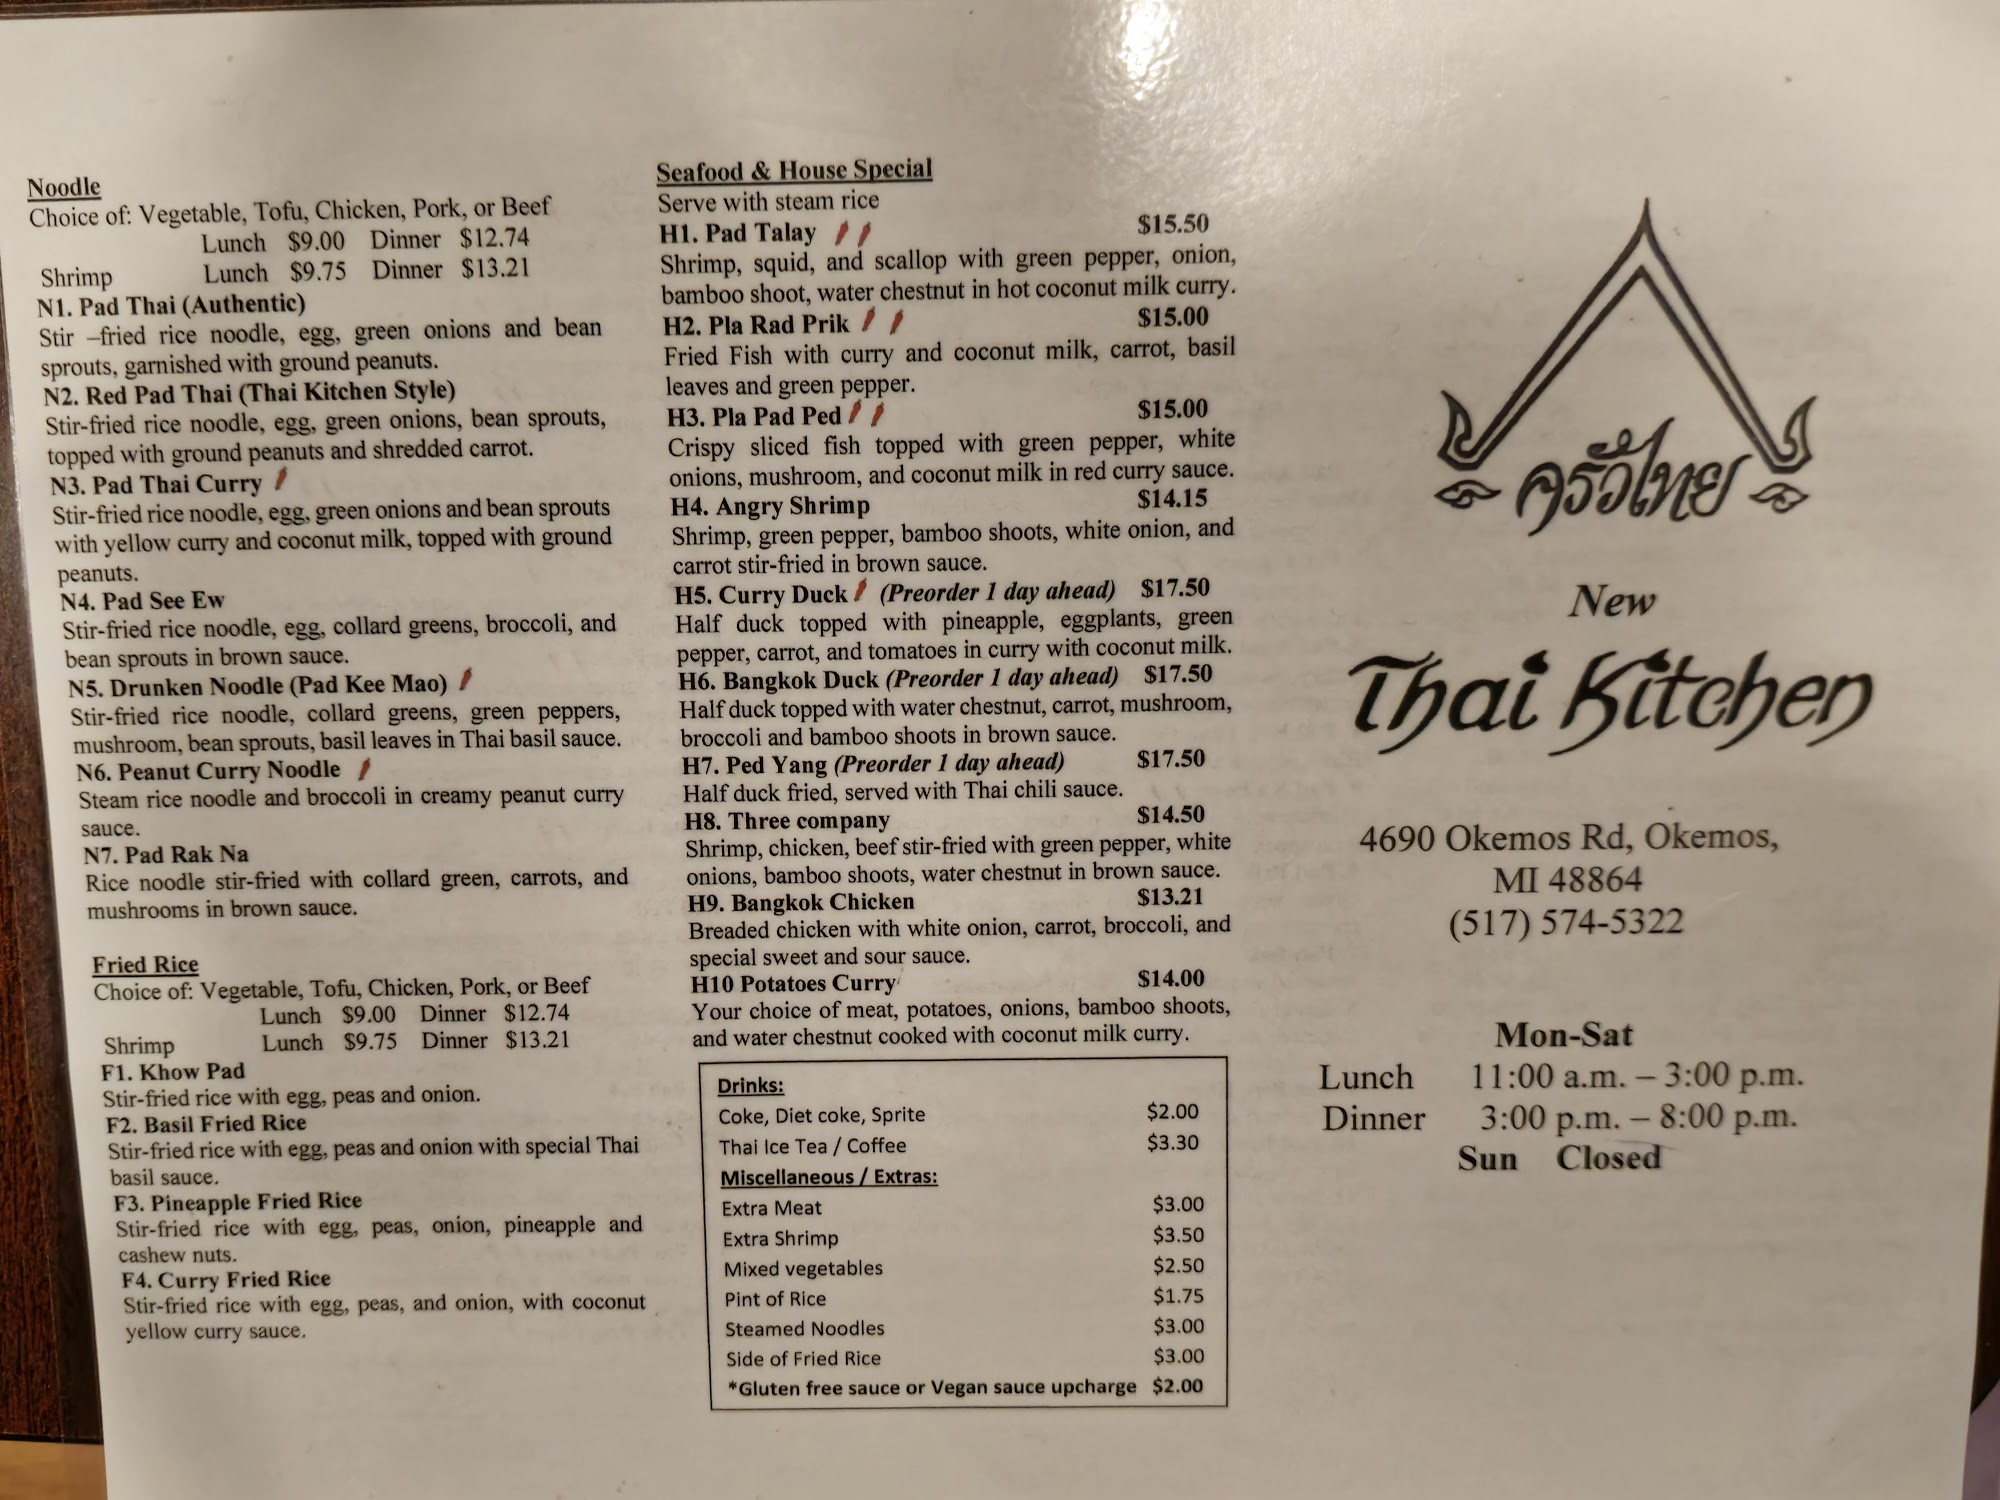 Noodle
Choice of: Vegetable, Tofu, Chicken, Pork, or Beef
Lunch $9.00 Dinner $12.74
Shrimp Lunch $9.75 Dinner $13.21
N1. Pad Thai (Authentic)
Stir –fried rice noodle, egg, green onions and bean
sprouts, garnished with ground peanuts.
N2. Red Pad Thai (Thai Kitchen Style)
Stir-fried rice noodle, egg, green onions, bean sprouts,
topped with ground peanuts and shredded carrot.
N3. Pad Thai Curry
Stir-fried rice noodle, egg, green onions and bean sprouts
with yellow curry and coconut milk, topped with ground
peanuts.
N4. Pad See Ew
Stir-fried rice noodle, egg, collard greens, broccoli, and
bean sprouts in brown sauce.
N5. Drunken Noodle (Pad Kee Mao)
Stir-fried rice noodle, collard greens, green peppers,
mushroom, bean sprouts, basil leaves in Thai basil sauce.
N6. Peanut Curry Noodle
Steam rice noodle and broccoli in creamy peanut curry
sauce.
N7. Pad Rak Na
Rice noodle stir-fried with collard green, carrots, and
mushrooms in brown sauce.
Fried Rice
Choice of: Vegetable, Tofu, Chicken, Pork, or Beef
Lunch $9.00 Dinner $12.74
Shrimp Lunch $9.75 Dinner $13.21
F1. Khow Pad
Stir-fried rice with egg, peas and onion.
F2. Basil Fried Rice
Stir-fried rice with egg, peas and onion with special Thai
basil sauce.
F3. Pineapple Fried Rice
Stir-fried rice with egg, peas, onion, pineapple and
cashew nuts.
F4. Curry Fried Rice
Stir-fried rice with egg, peas, and onion, with coconut
yellow curry sauce.
Seafood & House Special
Serve with steam rice
H1. Pad Talay $15.50
Shrimp, squid, and scallop with green pepper, onion,
bamboo shoot, water chestnut in hot coconut milk curry.
H2. Pla Rad Prik $15.00
Fried Fish with curry and coconut milk, carrot, basil
leaves and green pepper.
H3. Pla Pad Ped $15.00
Crispy sliced fish topped with green pepper, white
onions, mushroom, and coconut milk in red curry sauce.
H4. Angry Shrimp $14.15
Shrimp, green pepper, bamboo shoots, white onion, and
carrot stir-fried in brown sauce.
H5. Curry Duck (Preorder 1 day ahead) $17.50
Half duck topped with pineapple, eggplants, green
pepper, carrot, and tomatoes in curry with coconut milk.
H6. Bangkok Duck (Preorder 1 day ahead) $17.50
Half duck topped with water chestnut, carrot, mushroom,
broccoli and bamboo shoots in brown sauce.
H7. Ped Yang (Preorder 1 day ahead) $17.50
Half duck fried, served with Thai chili sauce.
H8. Three company $14.50
Shrimp, chicken, beef stir-fried with green pepper, white
onions, bamboo shoots, water chestnut in brown sauce.
H9. Bangkok Chicken $13.21
Breaded chicken with white onion, carrot, broccoli, and
special sweet and sour sauce.
H10 Potatoes Curry $14.00
Your choice of meat, potatoes, onions, bamboo shoots,
and water chestnut cooked with coconut milk curry.
Drinks:
Coke, Diet coke, Sprite $2.00
Thai Ice Tea / Coffee $3.30
Miscellaneous / Extras:
Extra Meat $3.00
Extra Shrimp $3.50
Mixed vegetables $2.50
Pint of Rice $1.75
Steamed Noodles $3.00
Side of Fried Rice $3.00
*Gluten free sauce or Vegan sauce upcharge $2.00
ครัวไทย
New
Thai Kitchen
4690 Okemos Rd, Okemos,
MI 48864
(517) 574-5322
Mon-Sat
Lunch 11:00 a.m. – 3:00 p.m.
Dinner 3:00 p.m. – 8:00 p.m.
Sun Closed